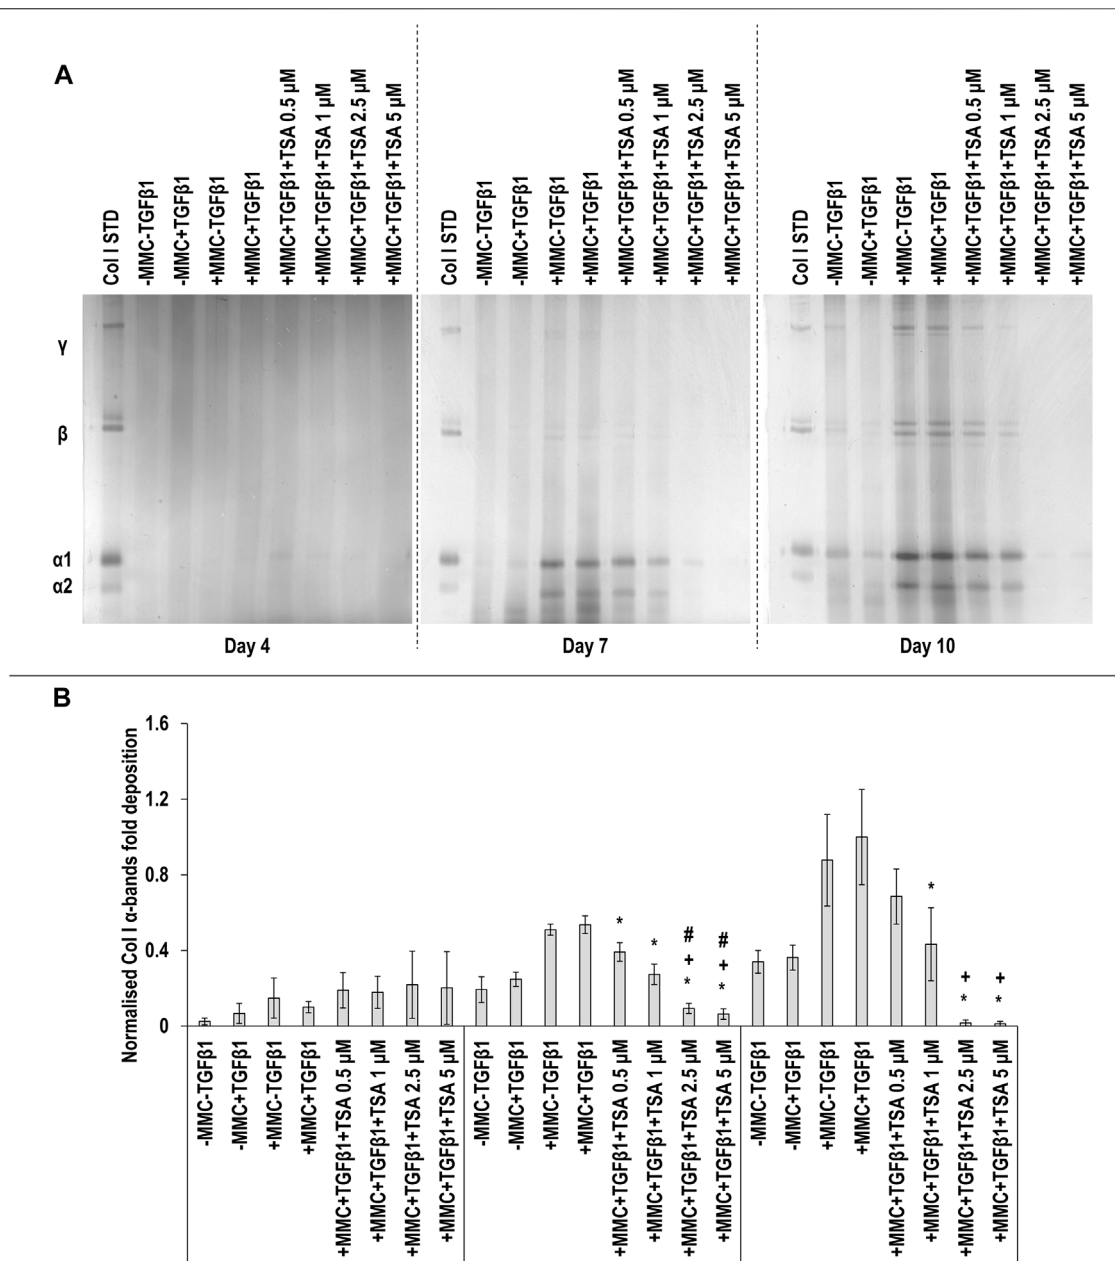 A
Col I STD
-MMC-TGFβ1
-MMC+TGFβ1
+MMC-TGFβ1
+MMC+TGFβ1
+MMC+TGFβ1+TSA 0.5 µM
+MMC+TGFβ1+TSA 1 µM
+MMC+TGFβ1+TSA 2.5 µM
+MMC+TGFβ1+TSA 5 µM
Col I STD
-MMC-TGFβ1
-MMC+TGFβ1
+MMC-TGFβ1
+MMC+TGFβ1
+MMC+TGFβ1+TSA 0.5 µM
+MMC+TGFβ1+TSA 1 µM
+MMC+TGFβ1+TSA 2.5 µM
+MMC+TGFβ1+TSA 5 µM
Col I STD
-MMC-TGFβ1
-MMC+TGFβ1
+MMC-TGFβ1
+MMC+TGFβ1
+MMC+TGFβ1+TSA 0.5 µM
+MMC+TGFβ1+TSA 1 µM
+MMC+TGFβ1+TSA 2.5 µM
+MMC+TGFβ1+TSA 5 µM
γ
β
α1
α2
Day 4
Day 7
Day 10
B
Normalised Col I α-bands fold deposition
1.6
1.2
0.8
0.4
0
*
*
#
+
*
#
+
*
*
+
*
+
*
-MMC-TGFβ1
-MMC+TGFβ1
+MMC-TGFβ1
+MMC+TGFβ1
+MMC+TGFβ1+TSA 0.5 µM
+MMC+TGFβ1+TSA 1 µM
+MMC+TGFβ1+TSA 2.5 µM
+MMC+TGFβ1+TSA 5 µM
-MMC-TGFβ1
-MMC+TGFβ1
+MMC-TGFβ1
+MMC+TGFβ1
+MMC+TGFβ1+TSA 0.5 µM
+MMC+TGFβ1+TSA 1 µM
+MMC+TGFβ1+TSA 2.5 µM
+MMC+TGFβ1+TSA 5 µM
-MMC-TGFβ1
-MMC+TGFβ1
+MMC-TGFβ1
+MMC+TGFβ1
+MMC+TGFβ1+TSA 0.5 µM
+MMC+TGFβ1+TSA 1 µM
+MMC+TGFβ1+TSA 2.5 µM
+MMC+TGFβ1+TSA 5 µM